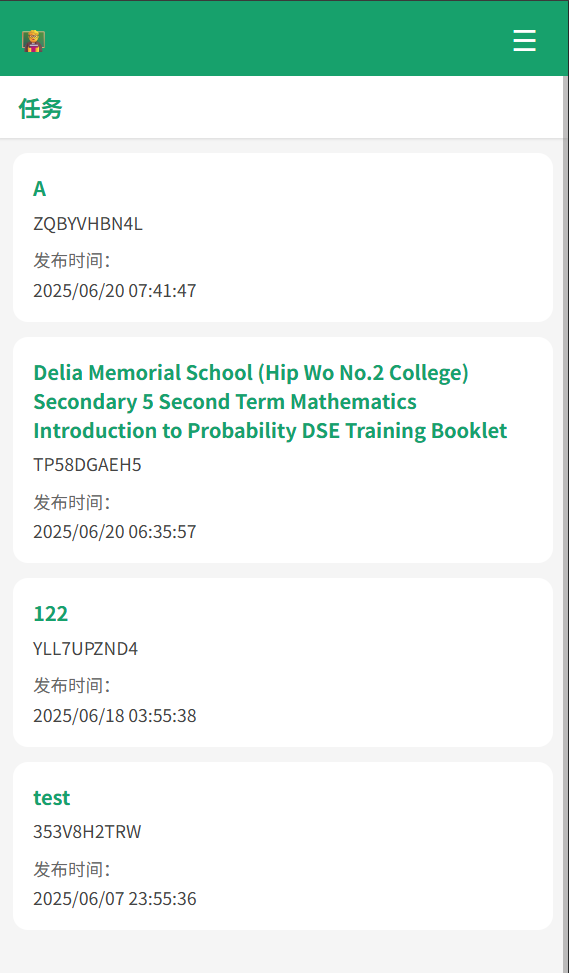 任务
A
ZQBYVHBN4L
发布时间：
2025/06/20 07:41:47
Delia Memorial School (Hip Wo No.2 College)
Secondary 5 Second Term Mathematics
Introduction to Probability DSE Training Booklet
TP58DGAEH5
发布时间：
2025/06/20 06:35:57
122
YLL7UPZND4
发布时间：
2025/06/18 03:55:38
test
353V8H2TRW
发布时间：
2025/06/07 23:55:36